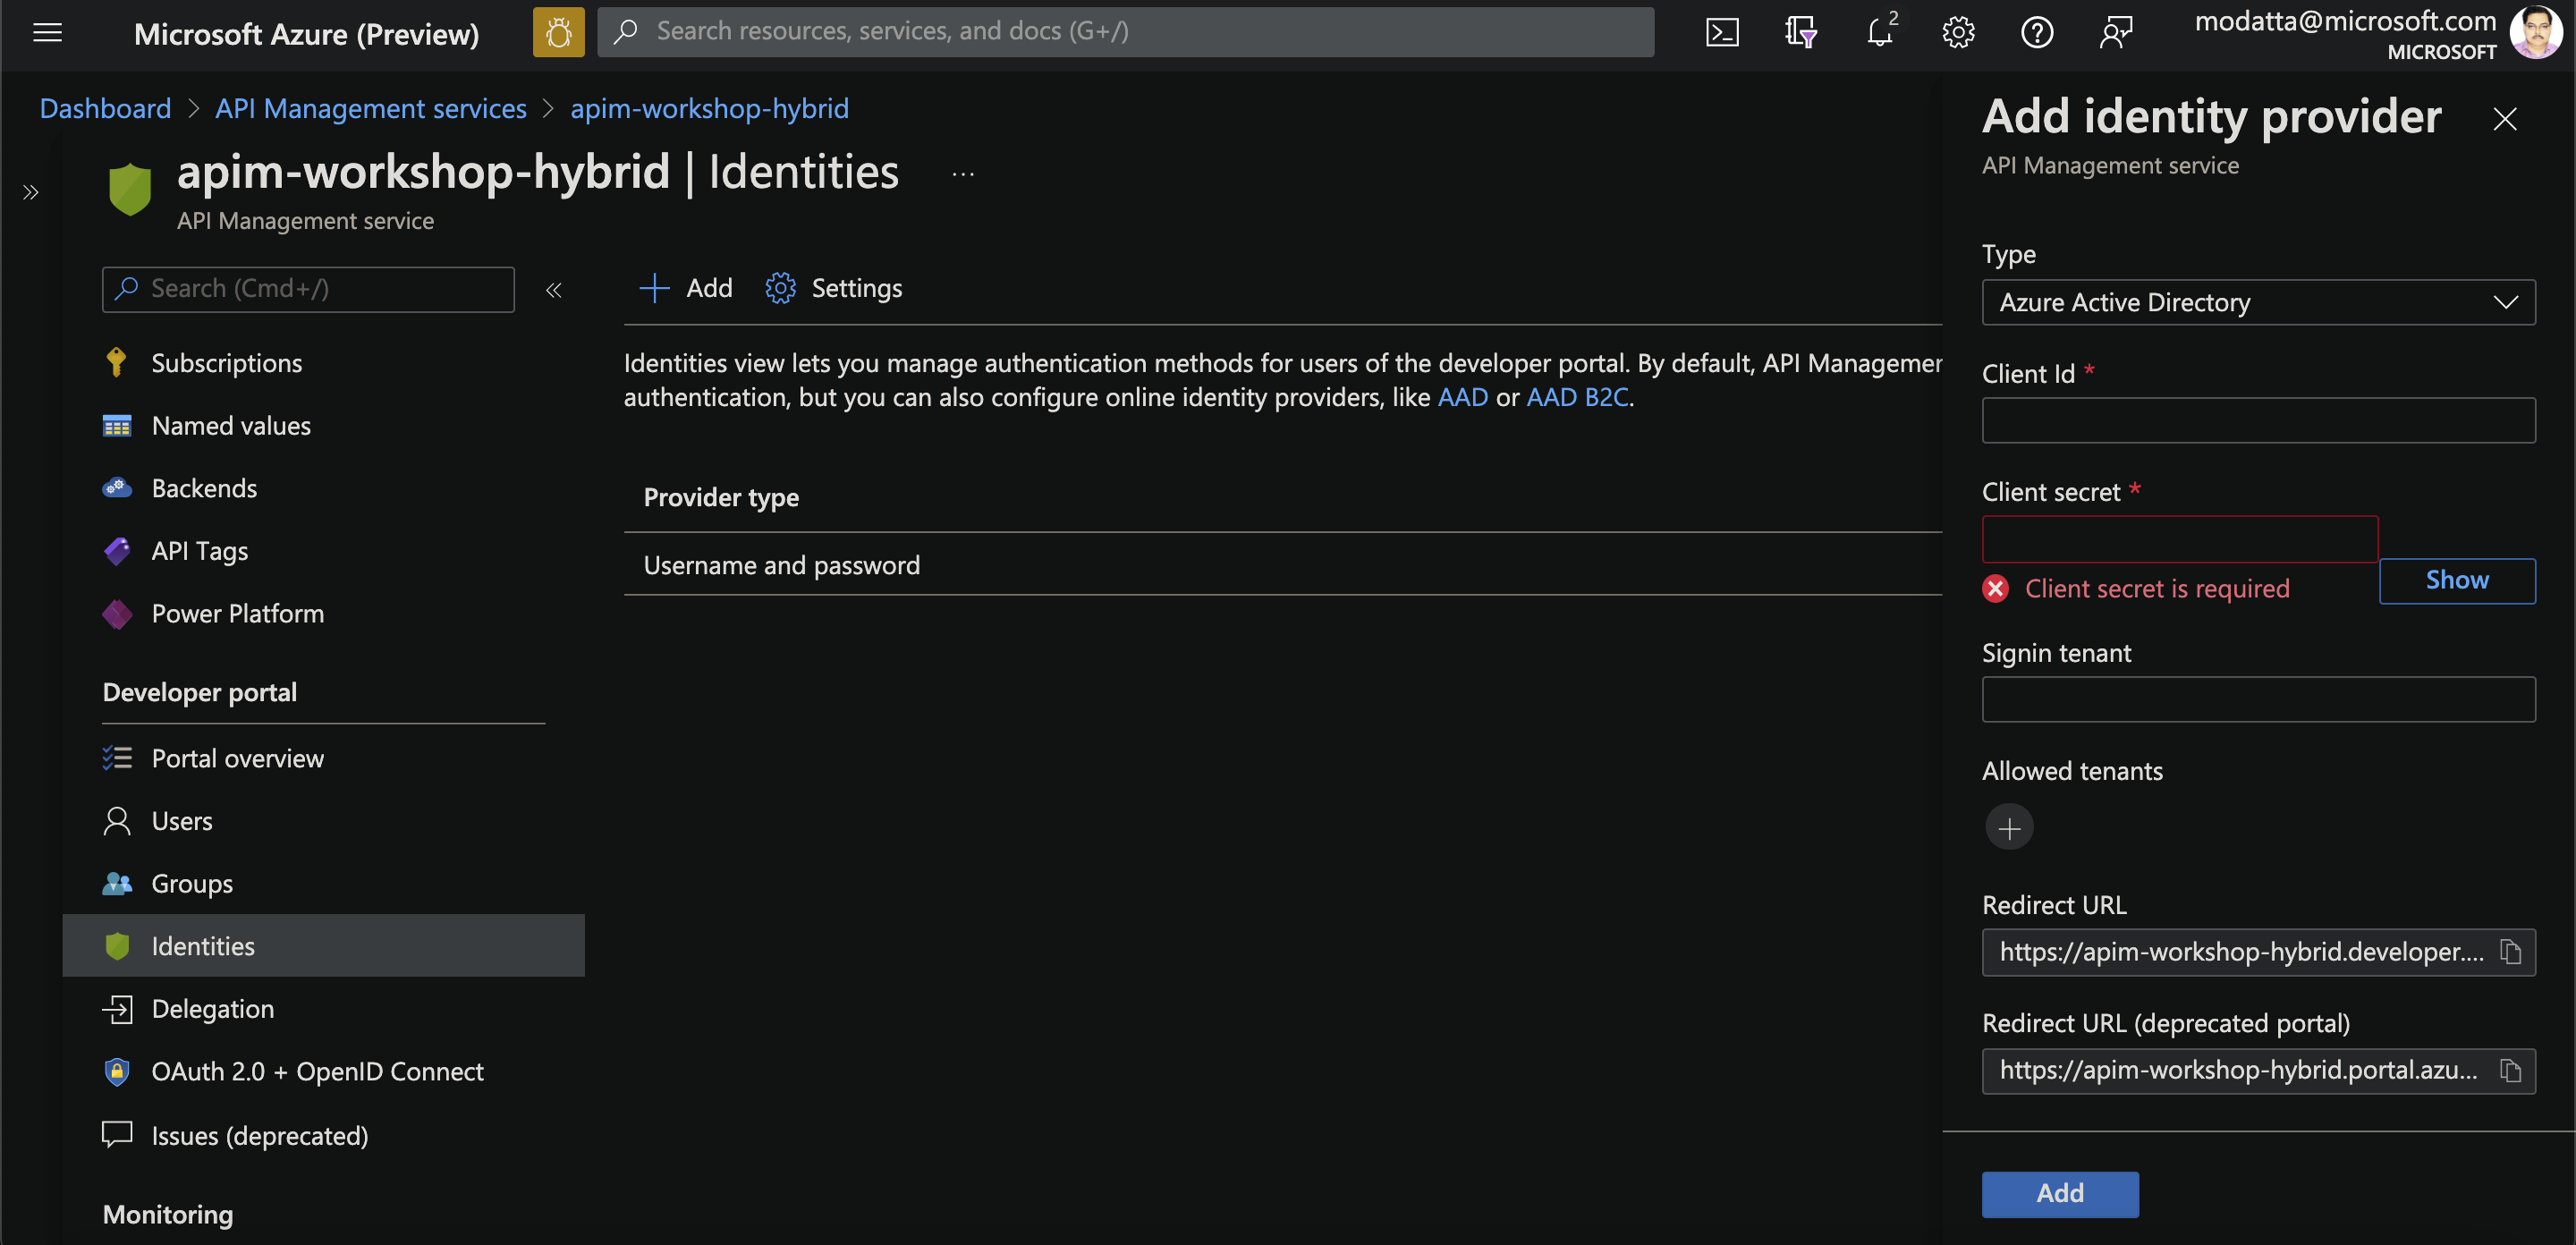 Microsoft Azure (Preview)
Search resources, services, and docs (G+/)
2
modatta@microsoft.com
MICROSOFT
Dashboard > API Management services > apim-workshop-hybrid
apim-workshop-hybrid | Identities ...
API Management service
Search (Cmd+/)
Subscriptions
Named values
Backends
API Tags
Power Platform
Developer portal
Portal overview
Users
Groups
Identities
Delegation
OAuth 2.0 + OpenID Connect
Issues (deprecated)
Monitoring
Add Settings
Identities view lets you manage authentication methods for users of the developer portal. By default, API Managemen
authentication, but you can also configure online identity providers, like AAD or AAD B2C.
Provider type
Username and password
Add identity provider
API Management service
Type
Azure Active Directory
Client Id *
Client secret *
Client secret is required
Show
Signin tenant
Allowed tenants
Redirect URL
https://apim-workshop-hybrid.developer....
Redirect URL (deprecated portal)
https://apim-workshop-hybrid.portal.azu...
Add